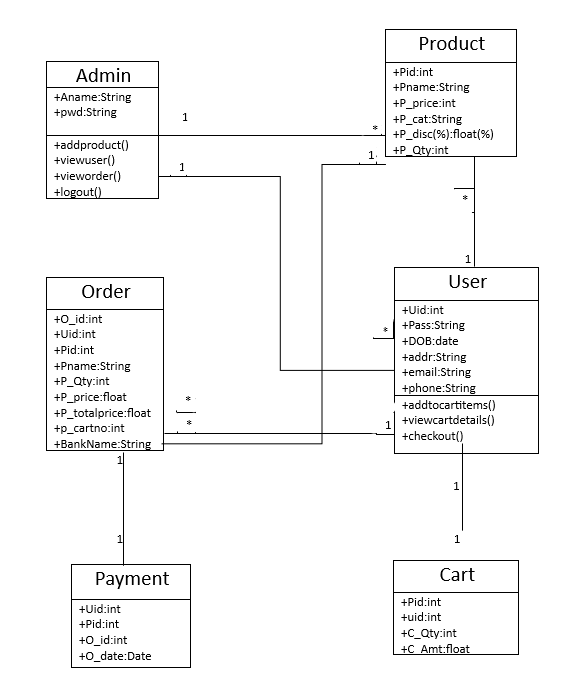 Product
+Pid:int
+Pname:String
+P_price:int
+P_cat:String
+P_disc(%):float(%)
+P_Qty:int
Admin
+Aname:String
+pwd:String
+addproduct()
+viewuser()
+vieworder()
+logout()
1
*
1
1
*
1
User
+Uid:int
+Pass:String
+DOB:date
+addr:String
+email:String
+phone:String
+addtocartitems()
+viewcartdetails()
+checkout()
Order
+O_id:int
+Uid:int
+Pid:int
+Pname:String
+P_Qty:int
+P_price:float
+P_totalprice:float
+p_cartno:int
+BankName:String
*
*
*
1
1
1
1
1
Payment
+Uid:int
+Pid:int
+O_id:int
+O_date:Date
Cart
+Pid:int
+uid:int
+C_Qty:int
+C_Amt:float